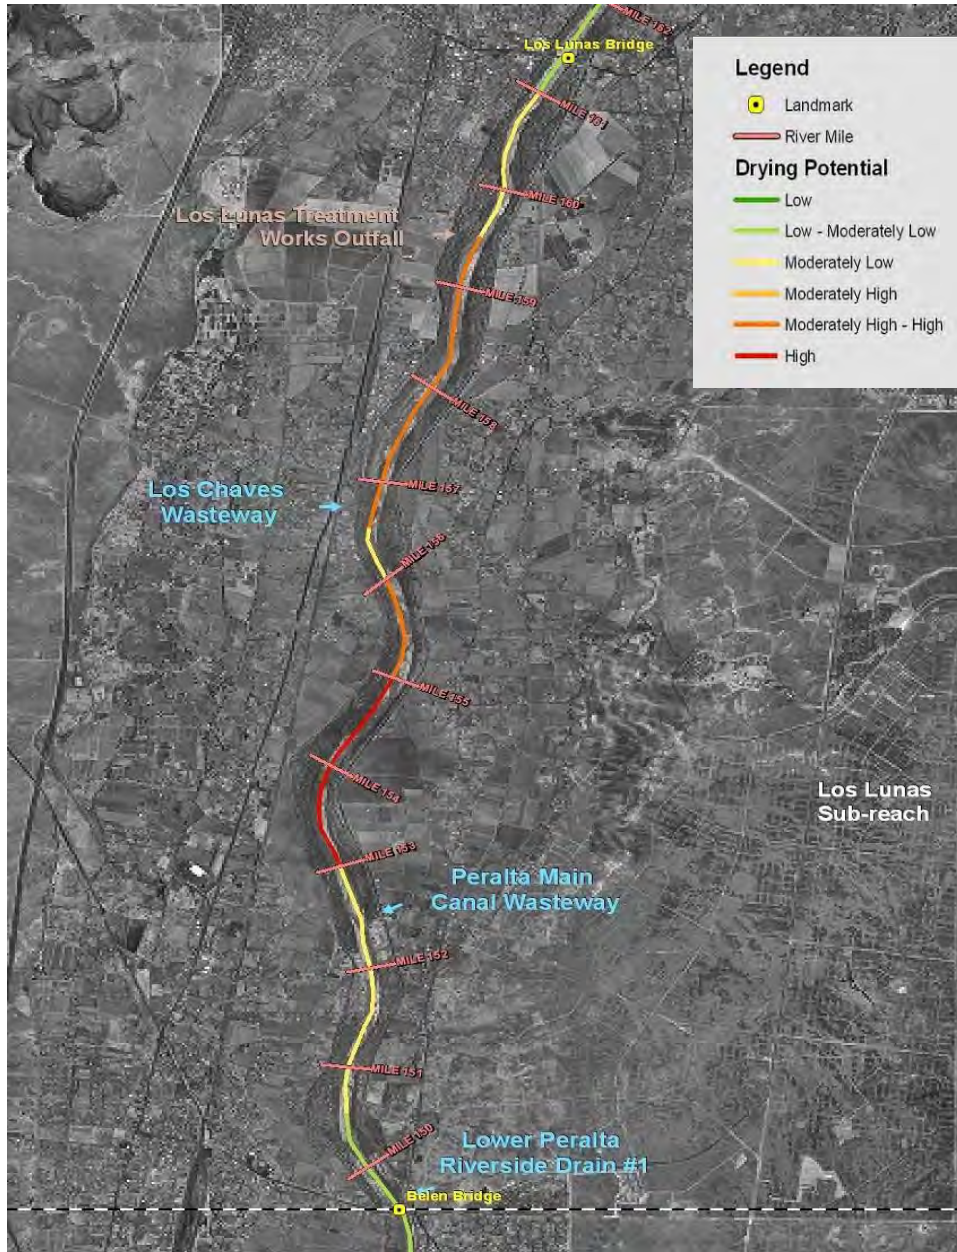 MILE 162
Los Lunas Bridge
Legend
Landmark
River Mile
Drying Potential
Low
Low - Moderately Low
Moderately Low
Moderately High
Moderately High - High
High
MILE 161
MILE 160
Los Lunas Treatment
Works Outfall
MILE 159
MILE 158
MILE 157
Los Chaves
Wasteway
MILE 156
MILE 155
MILE 154
Los Lunas
Sub-reach
MILE 153
Peralta Main
Canal Wasteway
MILE 152
MILE 151
MILE 150
Lower Peralta
Riverside Drain #1
Belen Bridge